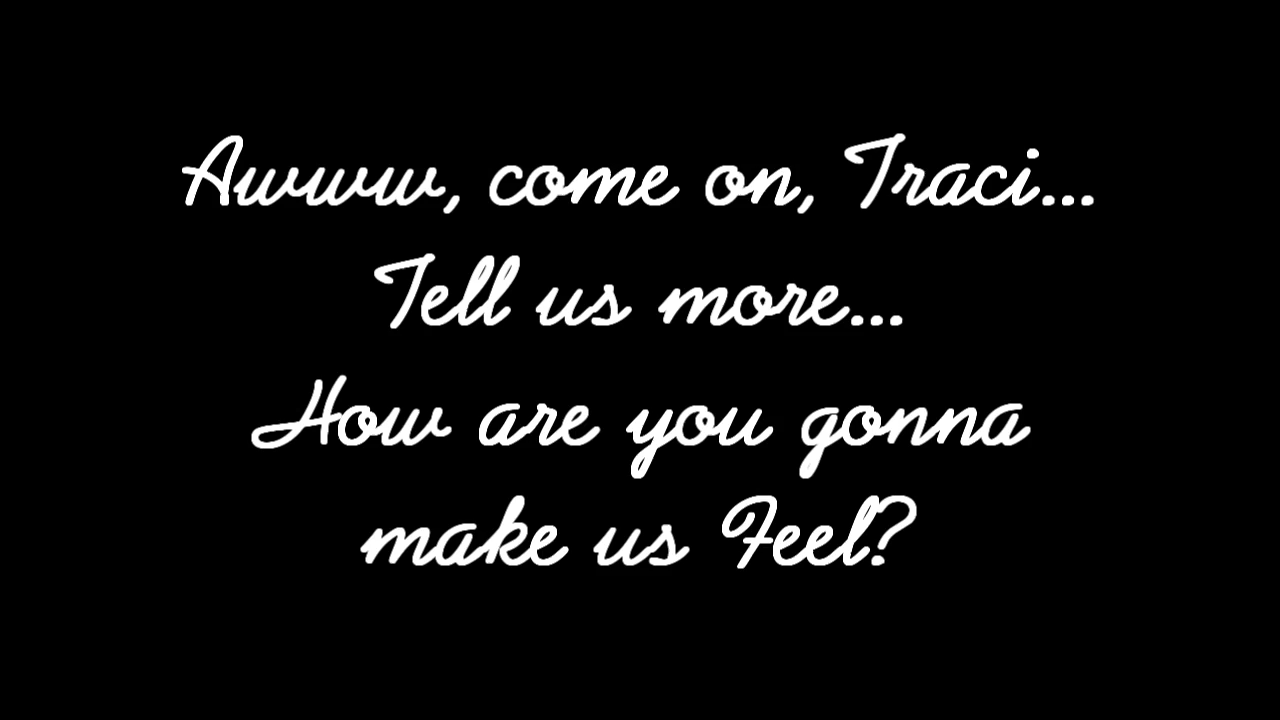 Awww, come on, Traci...
Tell us more...
How are you gonna
make us Feel?